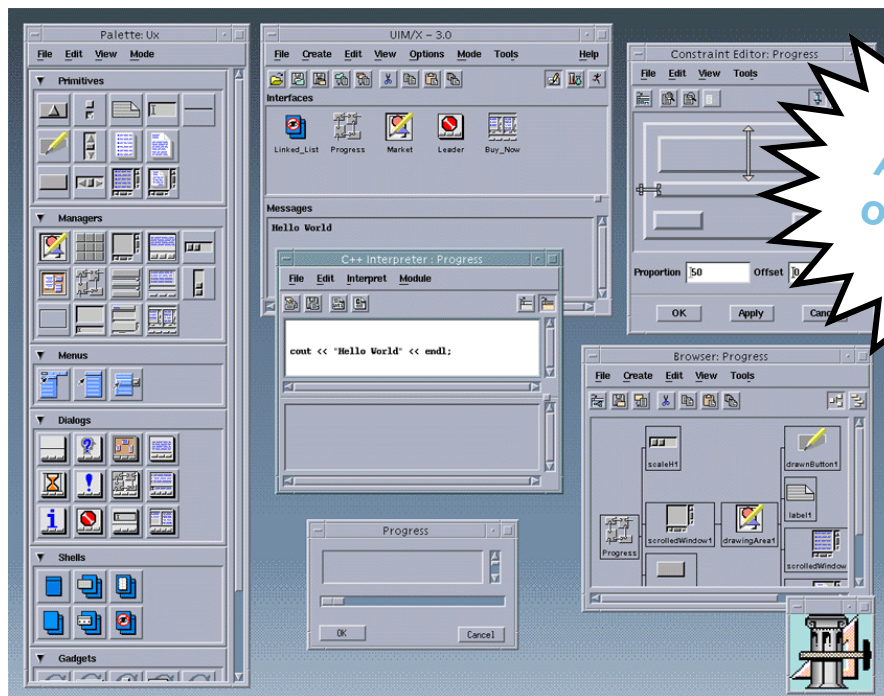 Palette: Ux
File Edit View Mode
Primitives
Managers
Menus
Dialogs
Shells
Gadgets
UIM/X - 3.0
File Create Edit View Options Mode Tools Help
Interfaces
Linked_List Progress Market Leader Buy_Now
Messages
Hello World
C++ Interpreter : Progress
File Edit Interpret Module
cout << "Hello World" << endl;
Progress
OK Cancel
Constraint Editor: Progress
File Edit View Tools
Proportion 50 Offset 0
OK Apply Canc
Browser: Progress
File Create Edit View Tools
scaleH1
drawnButton1
label1
Progress
scrolledWindow1
drawingArea1
scrolledWindow